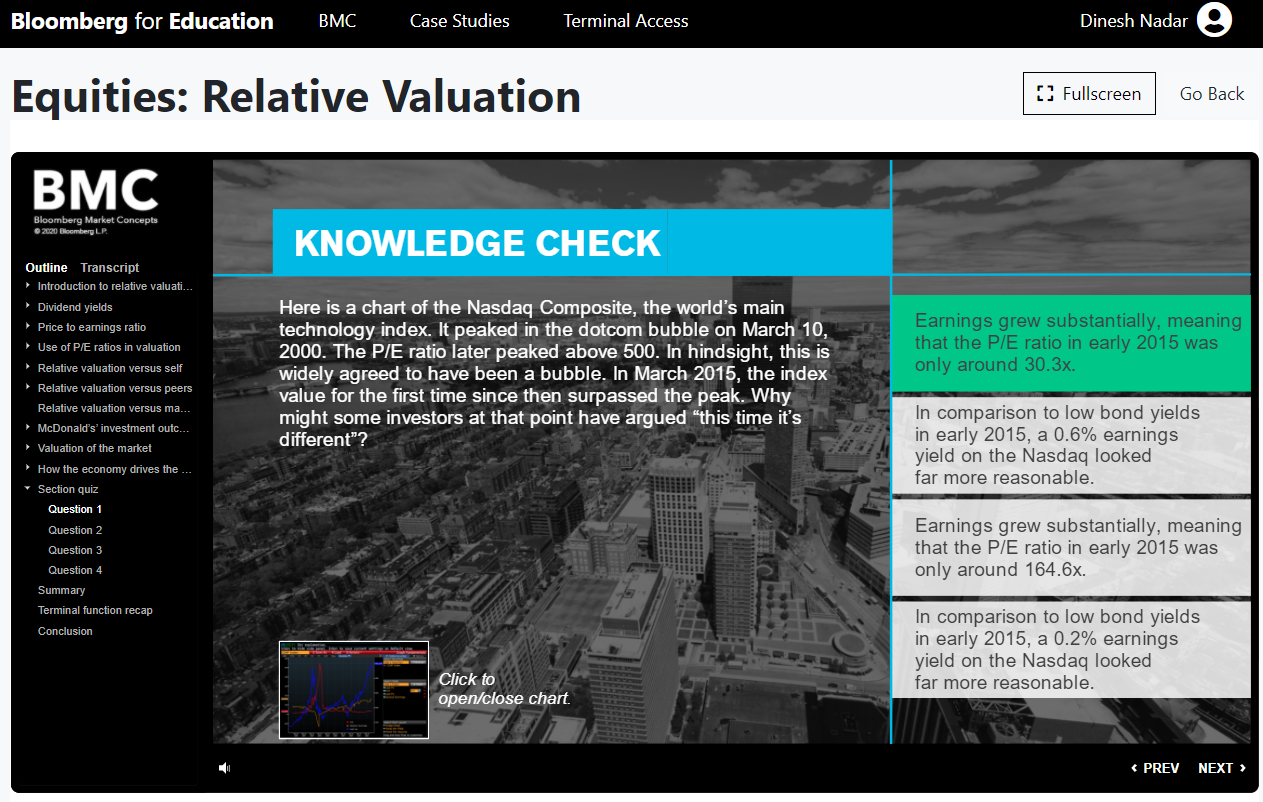 Bloomberg for Education
BMC
Case Studies
Terminal Access
Dinesh Nadar
Equities: Relative Valuation
Fullscreen
Go Back
BMC
Bloomberg Market Concepts
© 2020 Bloomberg L.P.
Outline
Transcript
Introduction to relative valuati...
Dividend yields
Price to earnings ratio
Use of P/E ratios in valuation
Relative valuation versus self
Relative valuation versus peers
Relative valuation versus ma...
McDonald's' investment outc...
Valuation of the market
How the economy drives the ...
Section quiz
Question 1
Question 2
Question 3
Question 4
Summary
Terminal function recap
Conclusion
KNOWLEDGE CHECK
Here is a chart of the Nasdaq Composite, the world's main
technology index. It peaked in the dotcom bubble on March 10,
2000. The P/E ratio later peaked above 500. In hindsight, this is
widely agreed to have been a bubble. In March 2015, the index
value for the first time since then surpassed the peak. Why
might some investors at that point have argued “this time it's
different”?
Click to
open/close chart.
Earnings grew substantially, meaning
that the P/E ratio in early 2015 was
only around 30.3x.
In comparison to low bond yields
in early 2015, a 0.6% earnings
yield on the Nasdaq looked
far more reasonable.
Earnings grew substantially, meaning
that the P/E ratio in early 2015 was
only around 164.6x.
In comparison to low bond yields
in early 2015, a 0.2% earnings
yield on the Nasdaq looked
far more reasonable.
PREV
NEXT